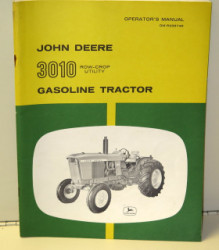 OPERATOR'S MANUAL
JOHN DEERE
3010 ROW-CROP
UTILITY
GASOLINE TRACTOR